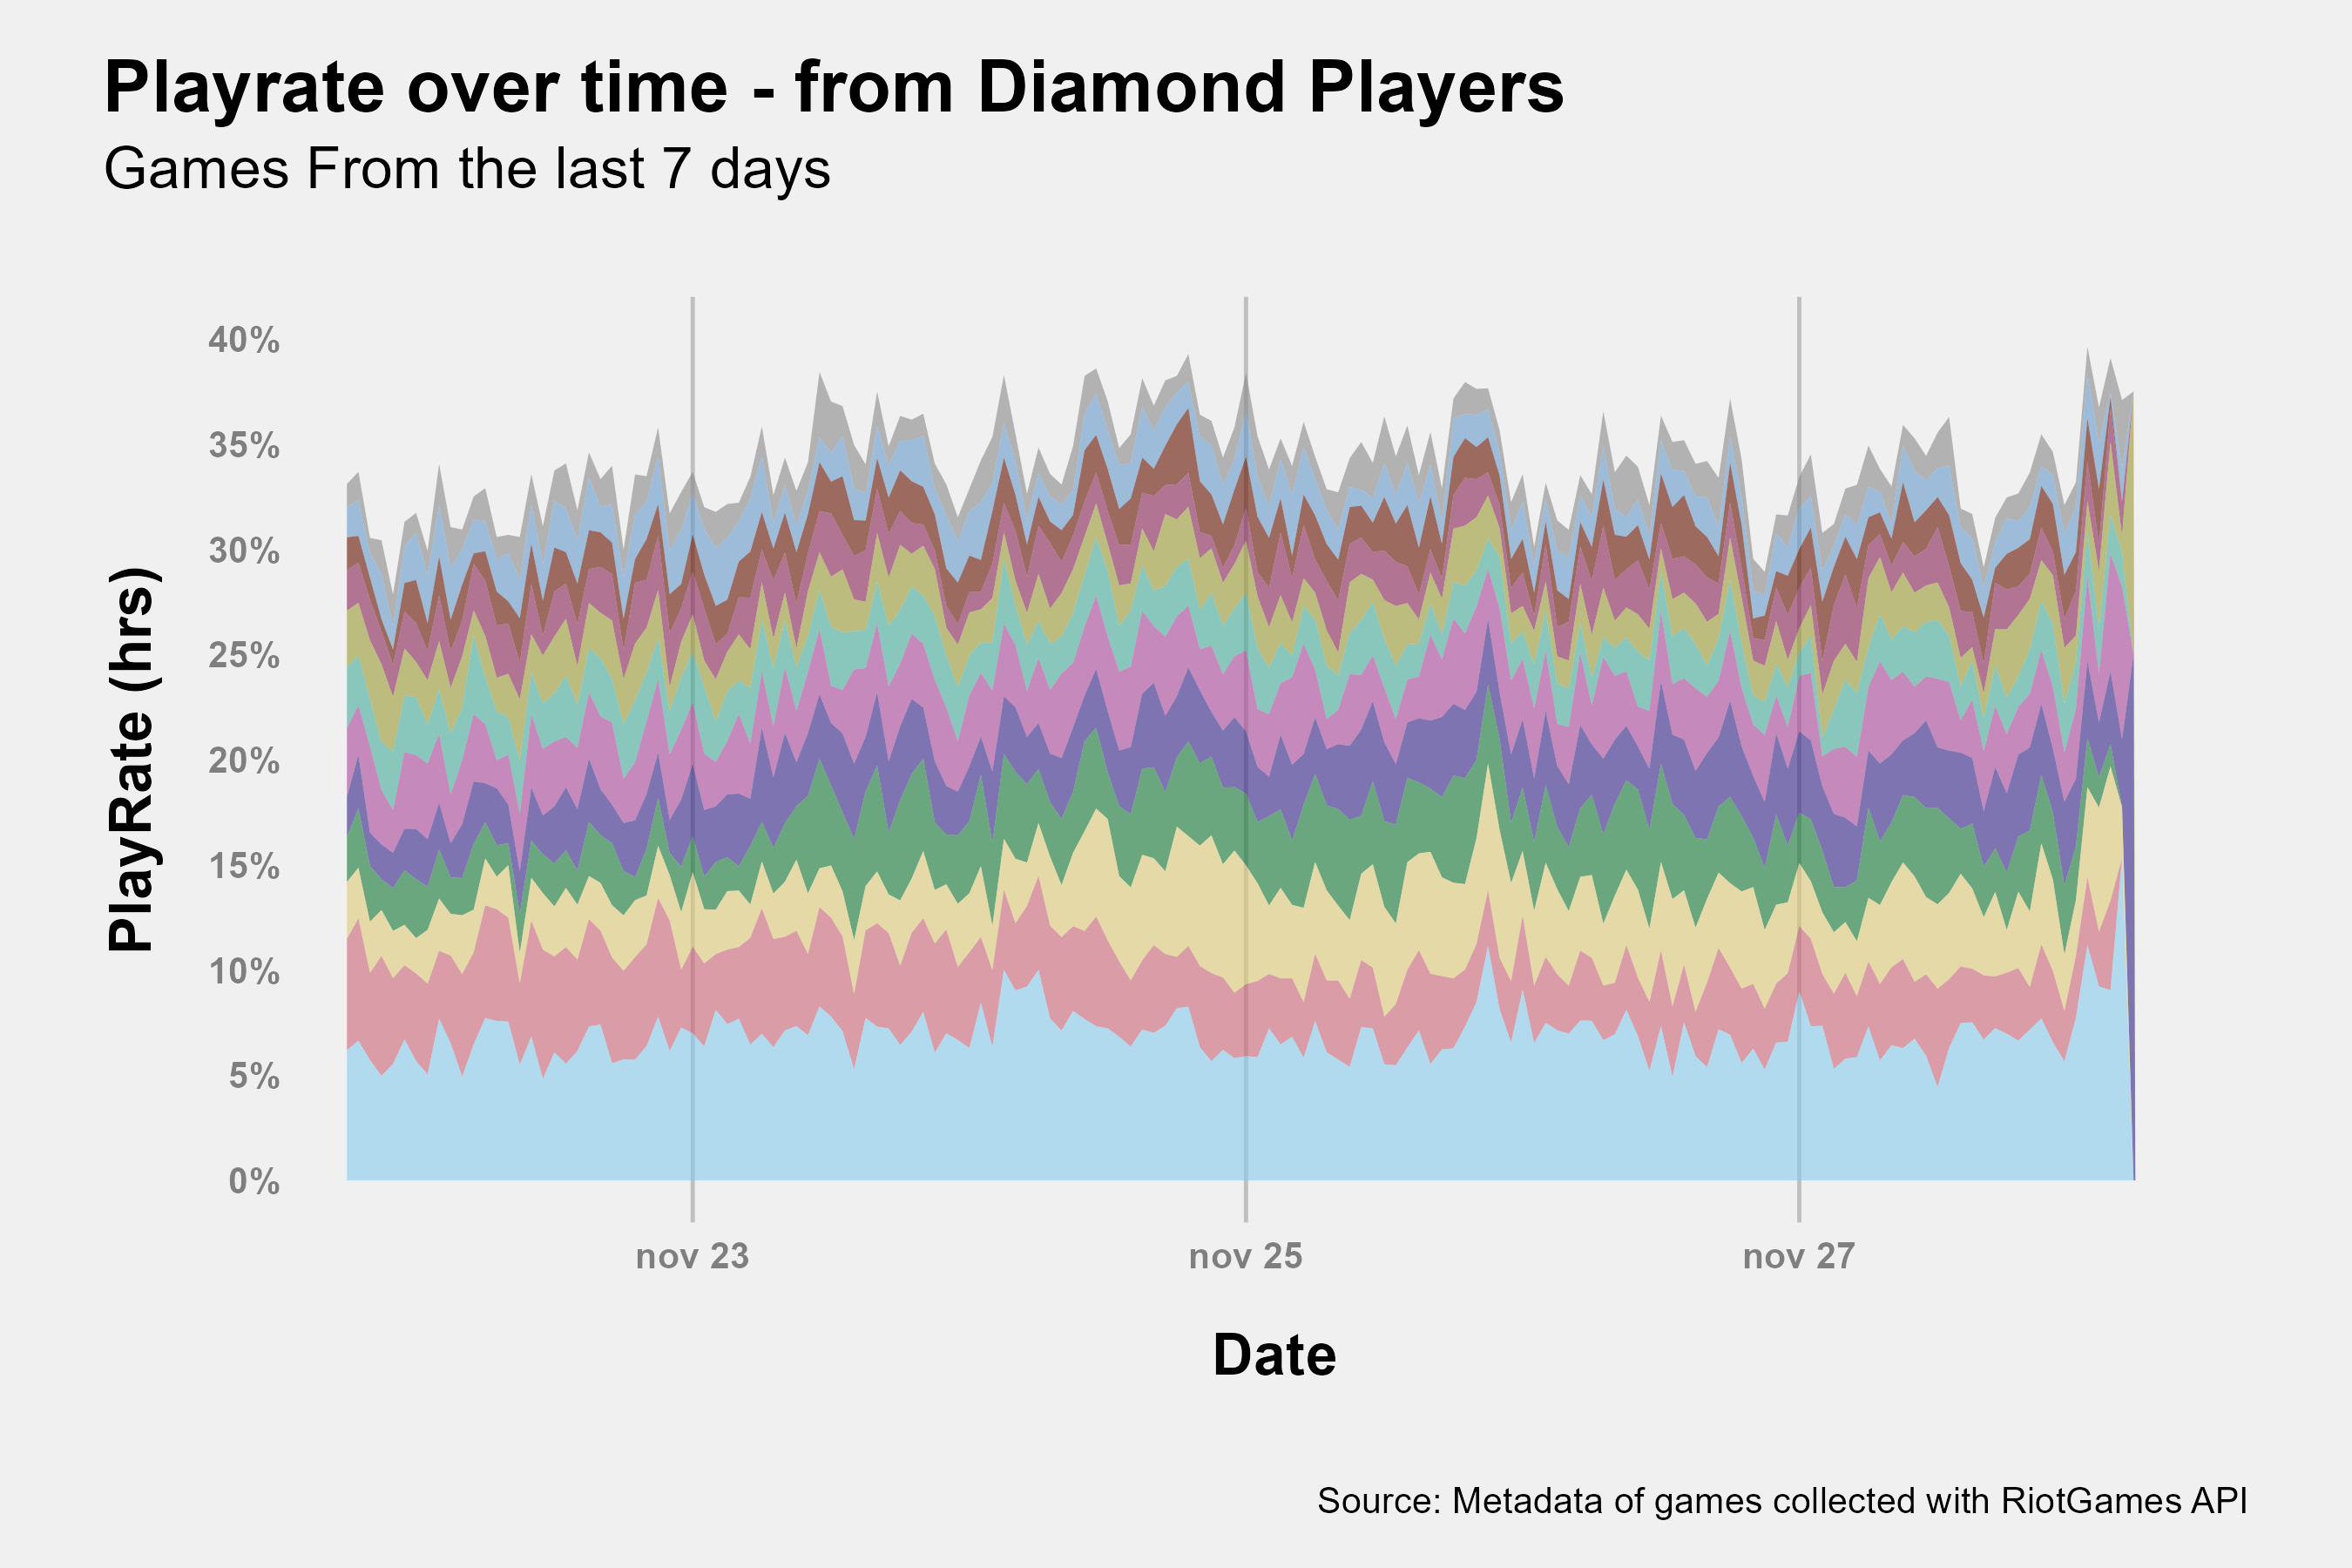 Playrate over time - from Diamond Players
Games From the last 7 days
PlayRate (hrs)
40%
35%
30%
25%
20%
15%
10%
5%
0%
nov 23
nov 25
nov 27
Date
Source: Metadata of games collected with RiotGames API